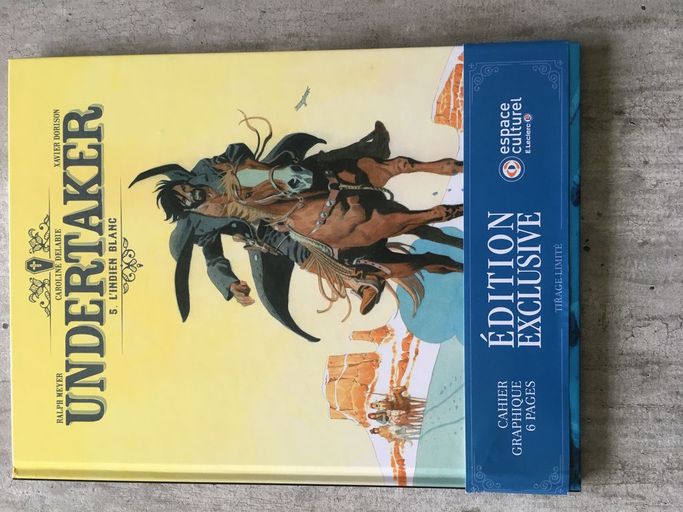 RALPH MEYER
CAROLINE DELABIE
XAVIER DORISON
UNDERTAKER
5. L'INDIEN BLANC
CAHIER
GRAPHIQUE
6 PAGES
ÉDITION
EXCLUSIVE
TIRAGE LIMITÉ
espace
culturel
E.Leclerc L